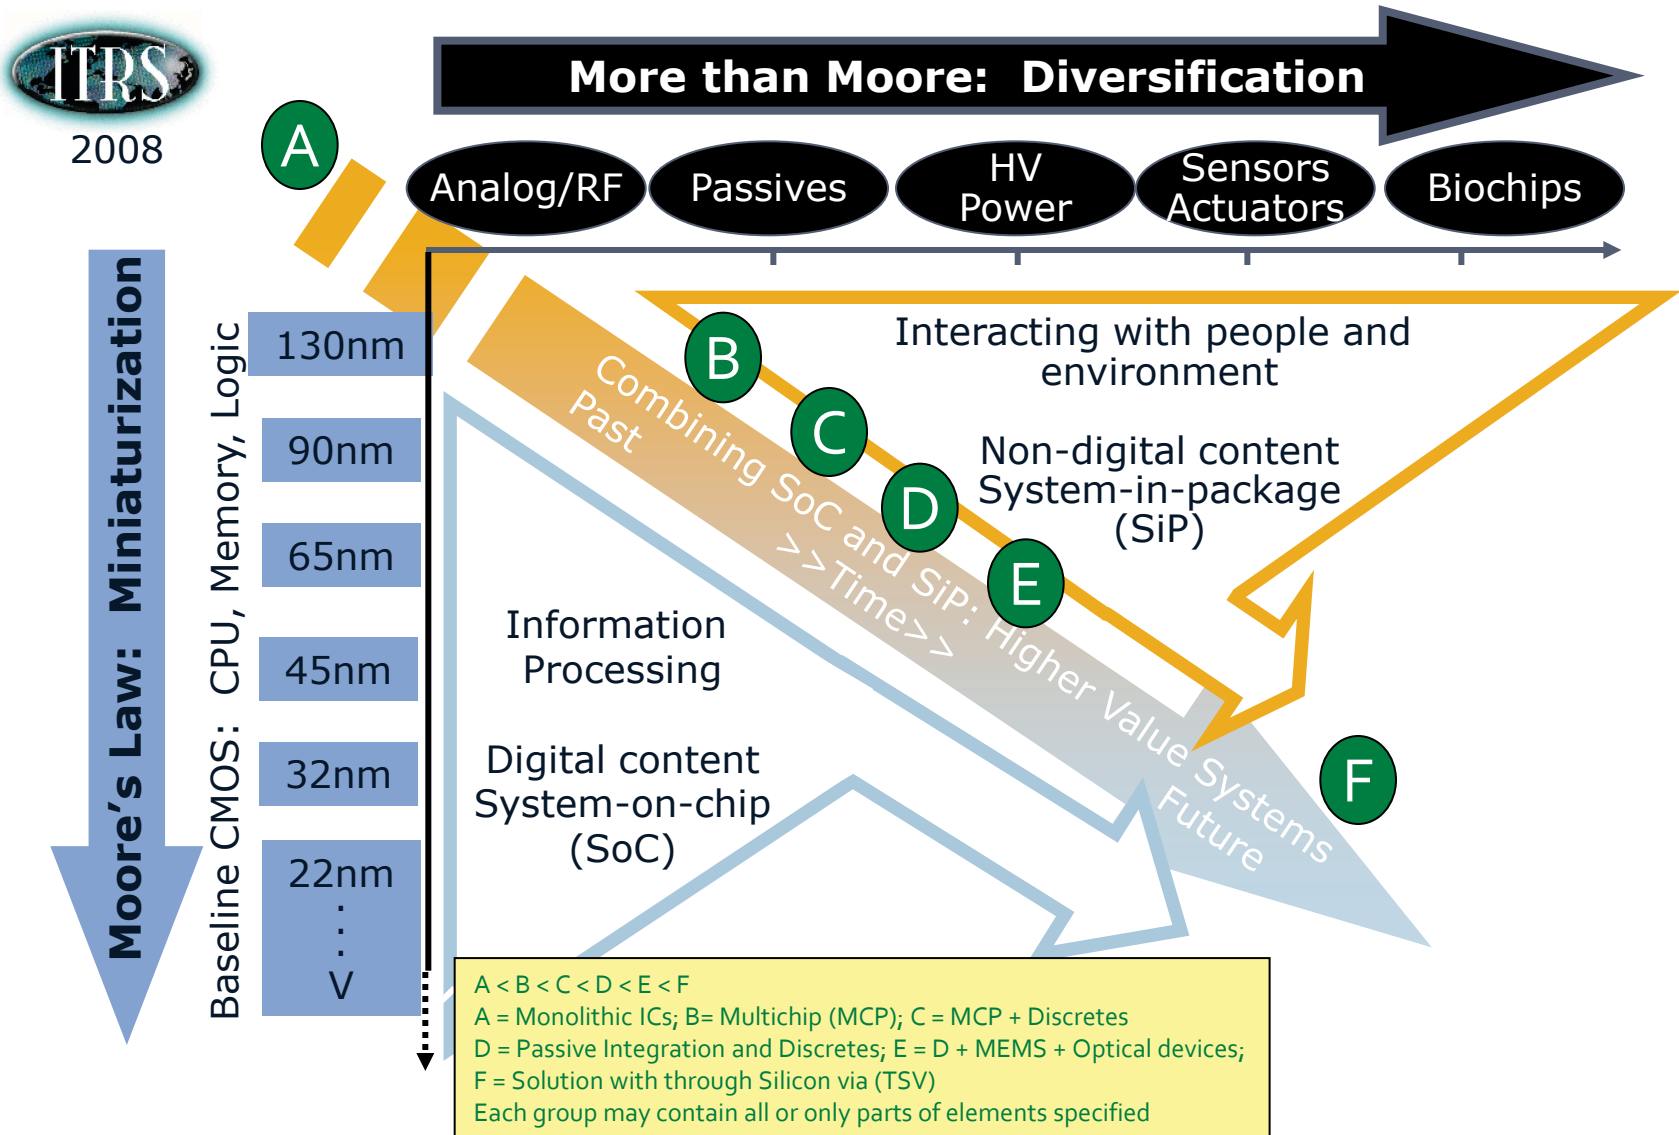 ITRS
2008
More than Moore:  Diversification
A
Analog/RF
Passives
HV
Power
Sensors
Actuators
Biochips
Moore's Law:  Miniaturization
Baseline CMOS:  CPU, Memory, Logic
130nm
90nm
65nm
45nm
32nm
22nm
.
.
.
V
Interacting with people and
environment
Non-digital content
System-in-package
(SiP)
B
C
D
E
F
Combining SoC and SiP: Higher Value Systems
Past
>>Time>>
Future
Information
Processing
Digital content
System-on-chip
(SoC)
A < B < C < D < E < F
A = Monolithic ICs; B= Multichip (MCP); C = MCP + Discretes
D = Passive Integration and Discretes; E = D + MEMS + Optical devices;
F = Solution with through Silicon via (TSV)
Each group may contain all or only parts of elements specified